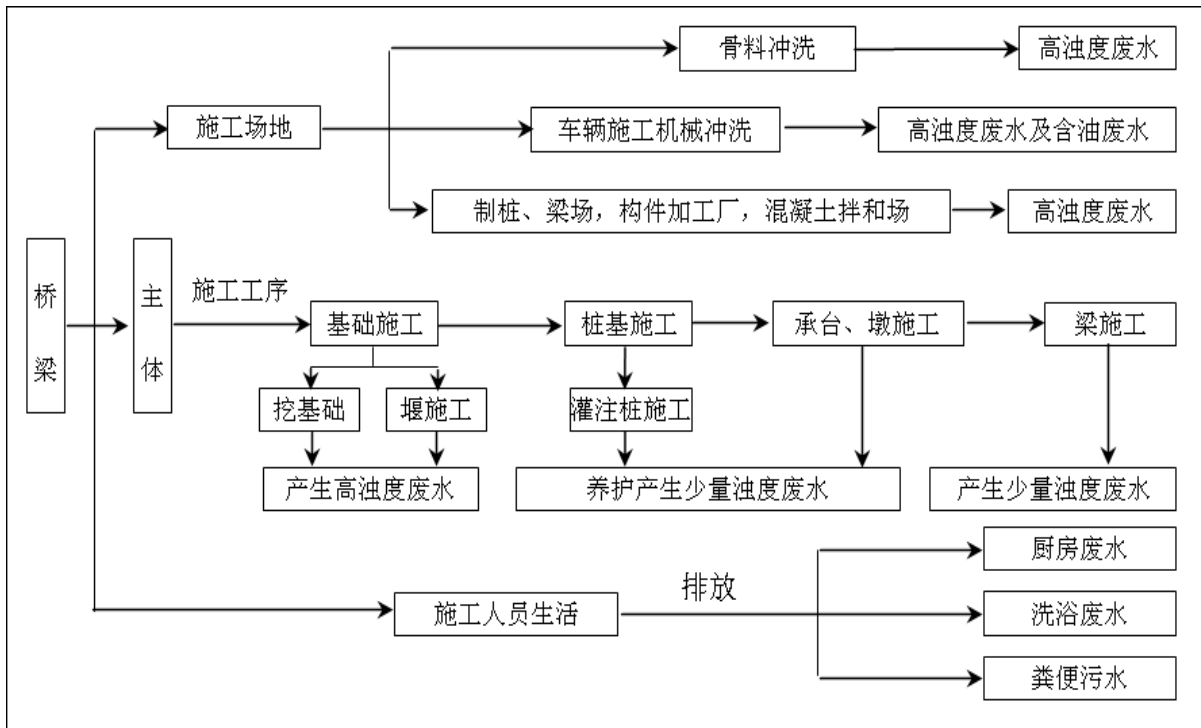 骨料冲洗
高浊度废水
施工场地
车辆施工机械冲洗
高浊度废水及含油废水
制桩、梁场，构件加工厂，混凝土拌和场
高浊度废水
桥梁
主体
施工工序
基础施工
桩基施工
承台、墩施工
梁施工
挖基础
堰施工
灌注桩施工
产生高浊度废水
养护产生少量浊度废水
产生少量浊度废水
厨房废水
排放
施工人员生活
洗浴废水
粪便污水